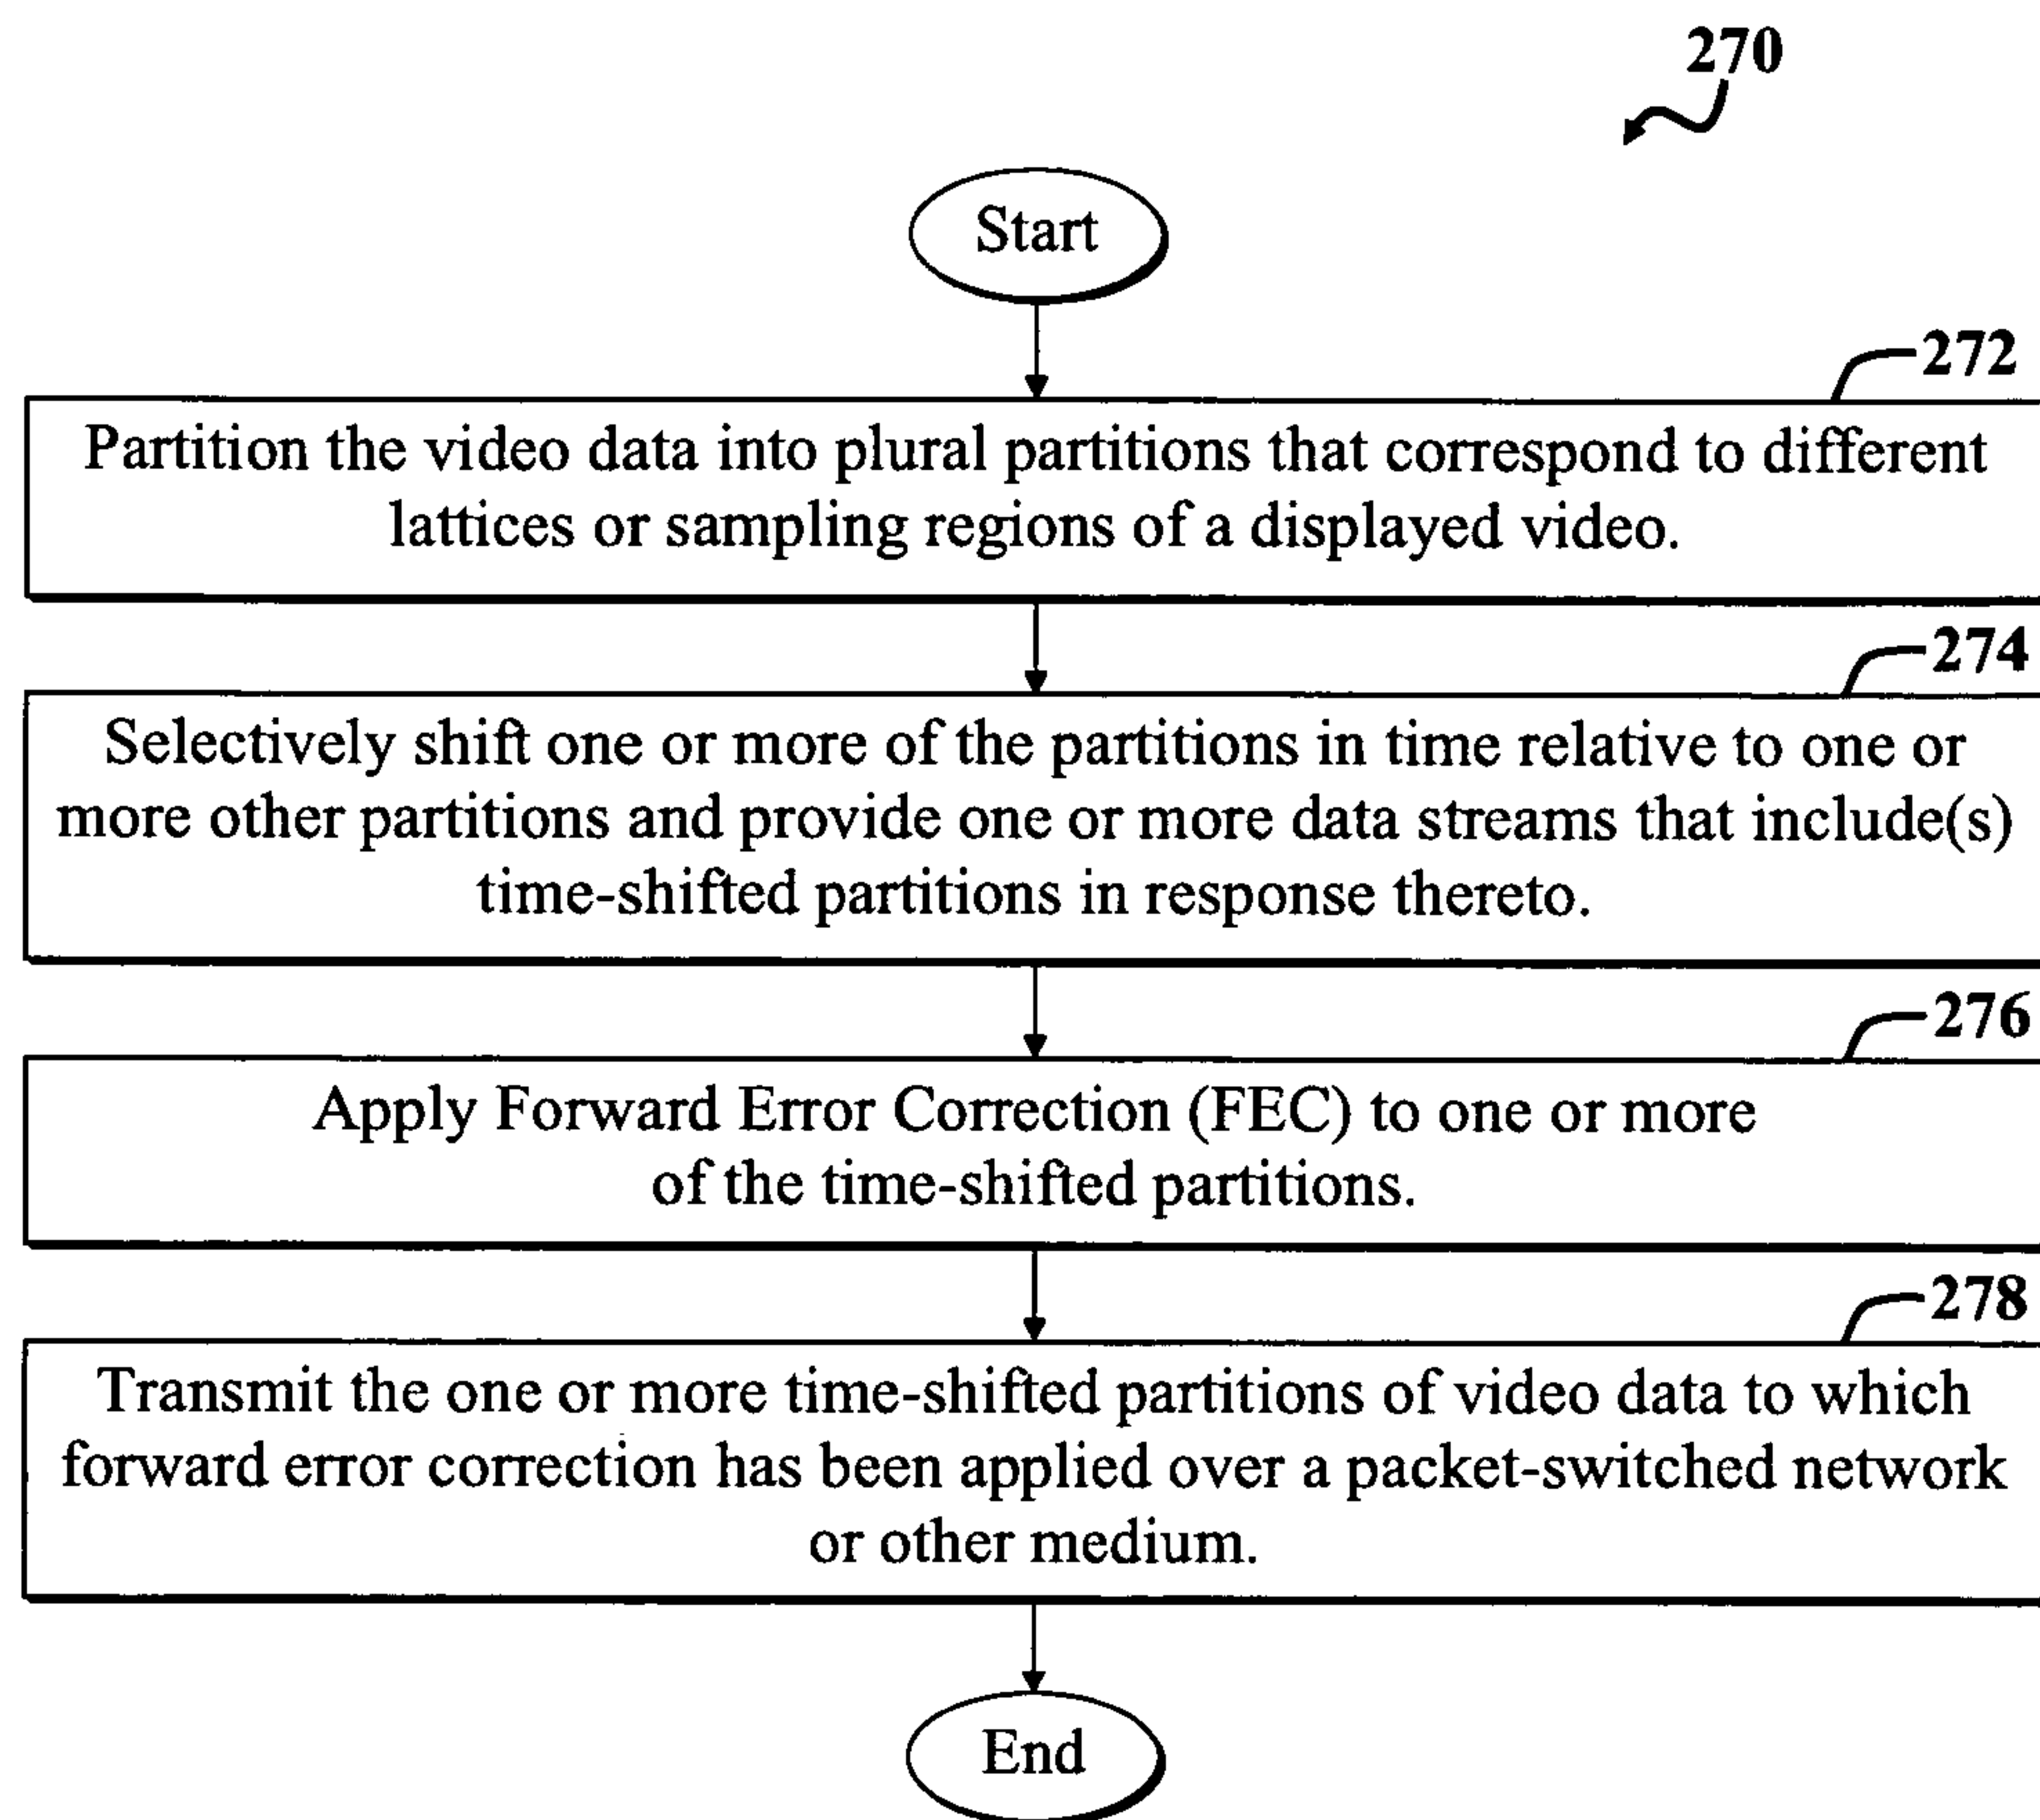 270
Start
272
Partition the video data into plural partitions that correspond to different
lattices or sampling regions of a displayed video.
274
Selectively shift one or more of the partitions in time relative to one or
more other partitions and provide one or more data streams that include(s)
time-shifted partitions in response thereto.
276
Apply Forward Error Correction (FEC) to one or more
of the time-shifted partitions.
278
Transmit the one or more time-shifted partitions of video data to which
forward error correction has been applied over a packet-switched network
or other medium.
End